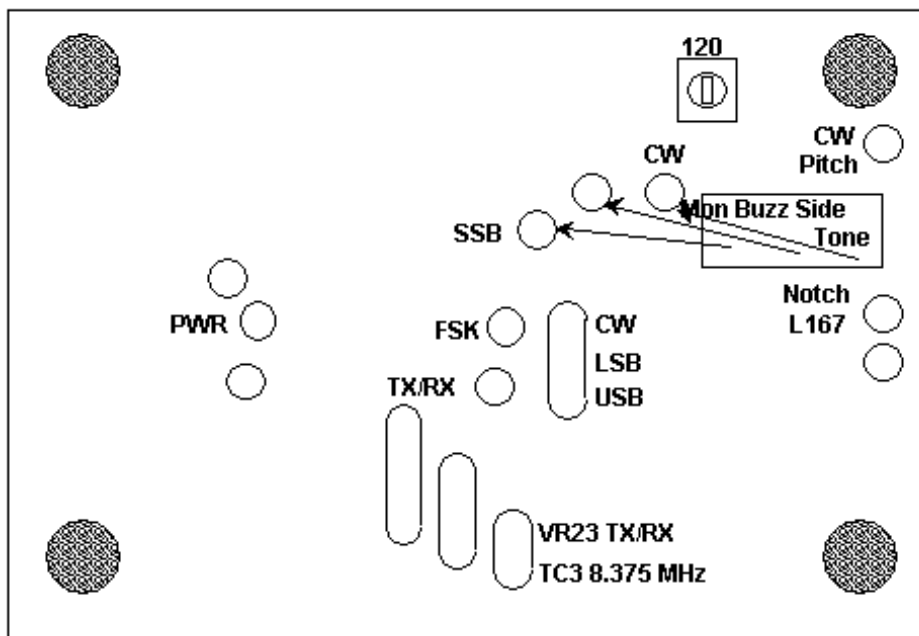 120
CW
Pitch
CW
Mon Buzz Side
Tone
SSB
Notch
L167
PWR
FSK
CW
LSB
USB
TX/RX
VR23 TX/RX
TC3 8.375 MHz